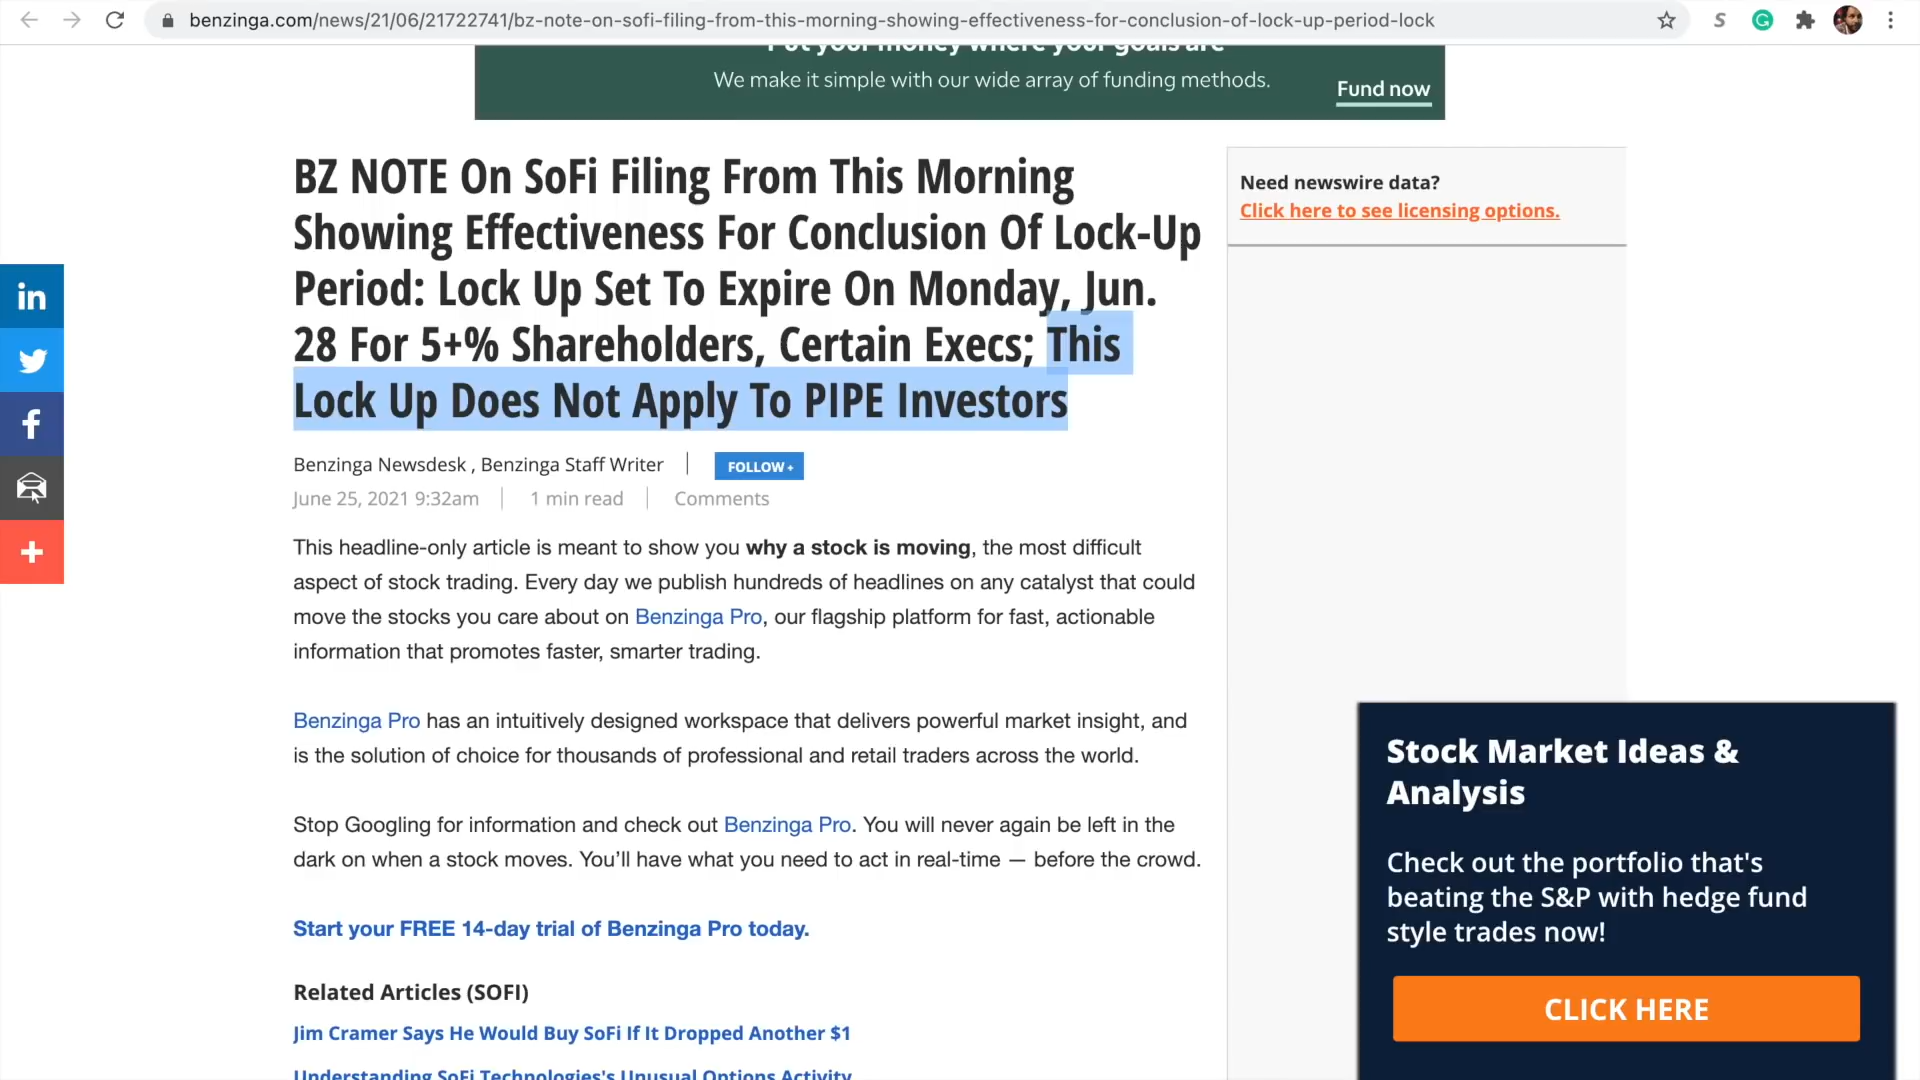 benzinga.com/news/21/06/21722741/bz-note-on-sofi-filing-from-this-morning-showing-effectiveness-for-conclusion-of-lock-up-period-lock
Put your money where your goals are
We make it simple with our wide array of funding methods.
Fund now
BZ NOTE On SoFi Filing From This Morning
Showing Effectiveness For Conclusion Of Lock-Up
Period: Lock Up Set To Expire On Monday, Jun.
28 For 5+% Shareholders, Certain Execs; This
Lock Up Does Not Apply To PIPE Investors
Benzinga Newsdesk , Benzinga Staff Writer
FOLLOW +
June 25, 2021 9:32am
1 min read
Comments
This headline-only article is meant to show you why a stock is moving, the most difficult
aspect of stock trading. Every day we publish hundreds of headlines on any catalyst that could
move the stocks you care about on Benzinga Pro, our flagship platform for fast, actionable
information that promotes faster, smarter trading.
Benzinga Pro has an intuitively designed workspace that delivers powerful market insight, and
is the solution of choice for thousands of professional and retail traders across the world.
Stop Googling for information and check out Benzinga Pro. You will never again be left in the
dark on when a stock moves. You’ll have what you need to act in real-time — before the crowd.
Start your FREE 14-day trial of Benzinga Pro today.
Related Articles (SOFI)
Jim Cramer Says He Would Buy SoFi If It Dropped Another $1
Understanding SoFi Technologies's Unusual Options Activity
Need newswire data?
Click here to see licensing options.
Stock Market Ideas &
Analysis
Check out the portfolio that's
beating the S&P with hedge fund
style trades now!
CLICK HERE
in
f
S
G